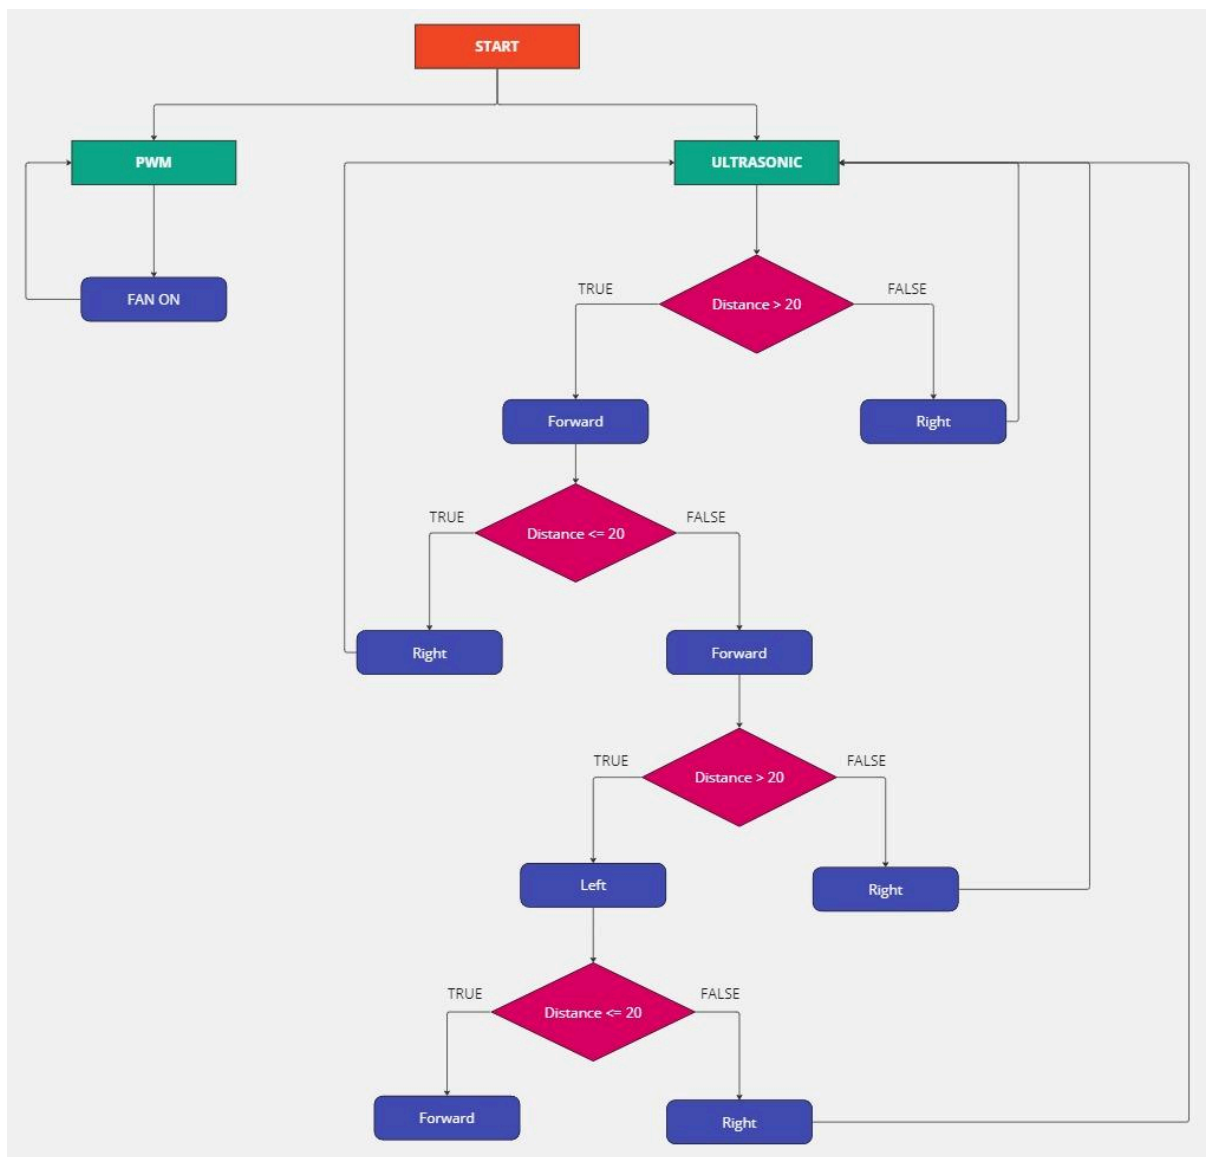 START
PWM
ULTRASONIC
FAN ON
TRUE
Distance > 20
FALSE
Forward
Right
TRUE
Distance <= 20
FALSE
Right
Forward
TRUE
Distance > 20
FALSE
Left
Right
TRUE
Distance <= 20
FALSE
Forward
Right